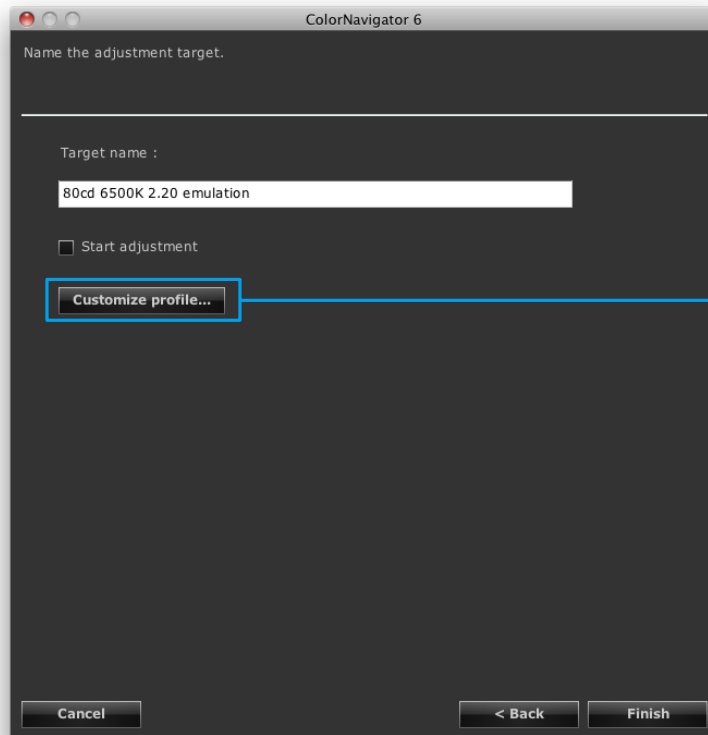 ColorNavigator 6
Name the adjustment target.
Target name :
80cd 6500K 2.20 emulation
Start adjustment
Customize profile...
Cancel
< Back
Finish